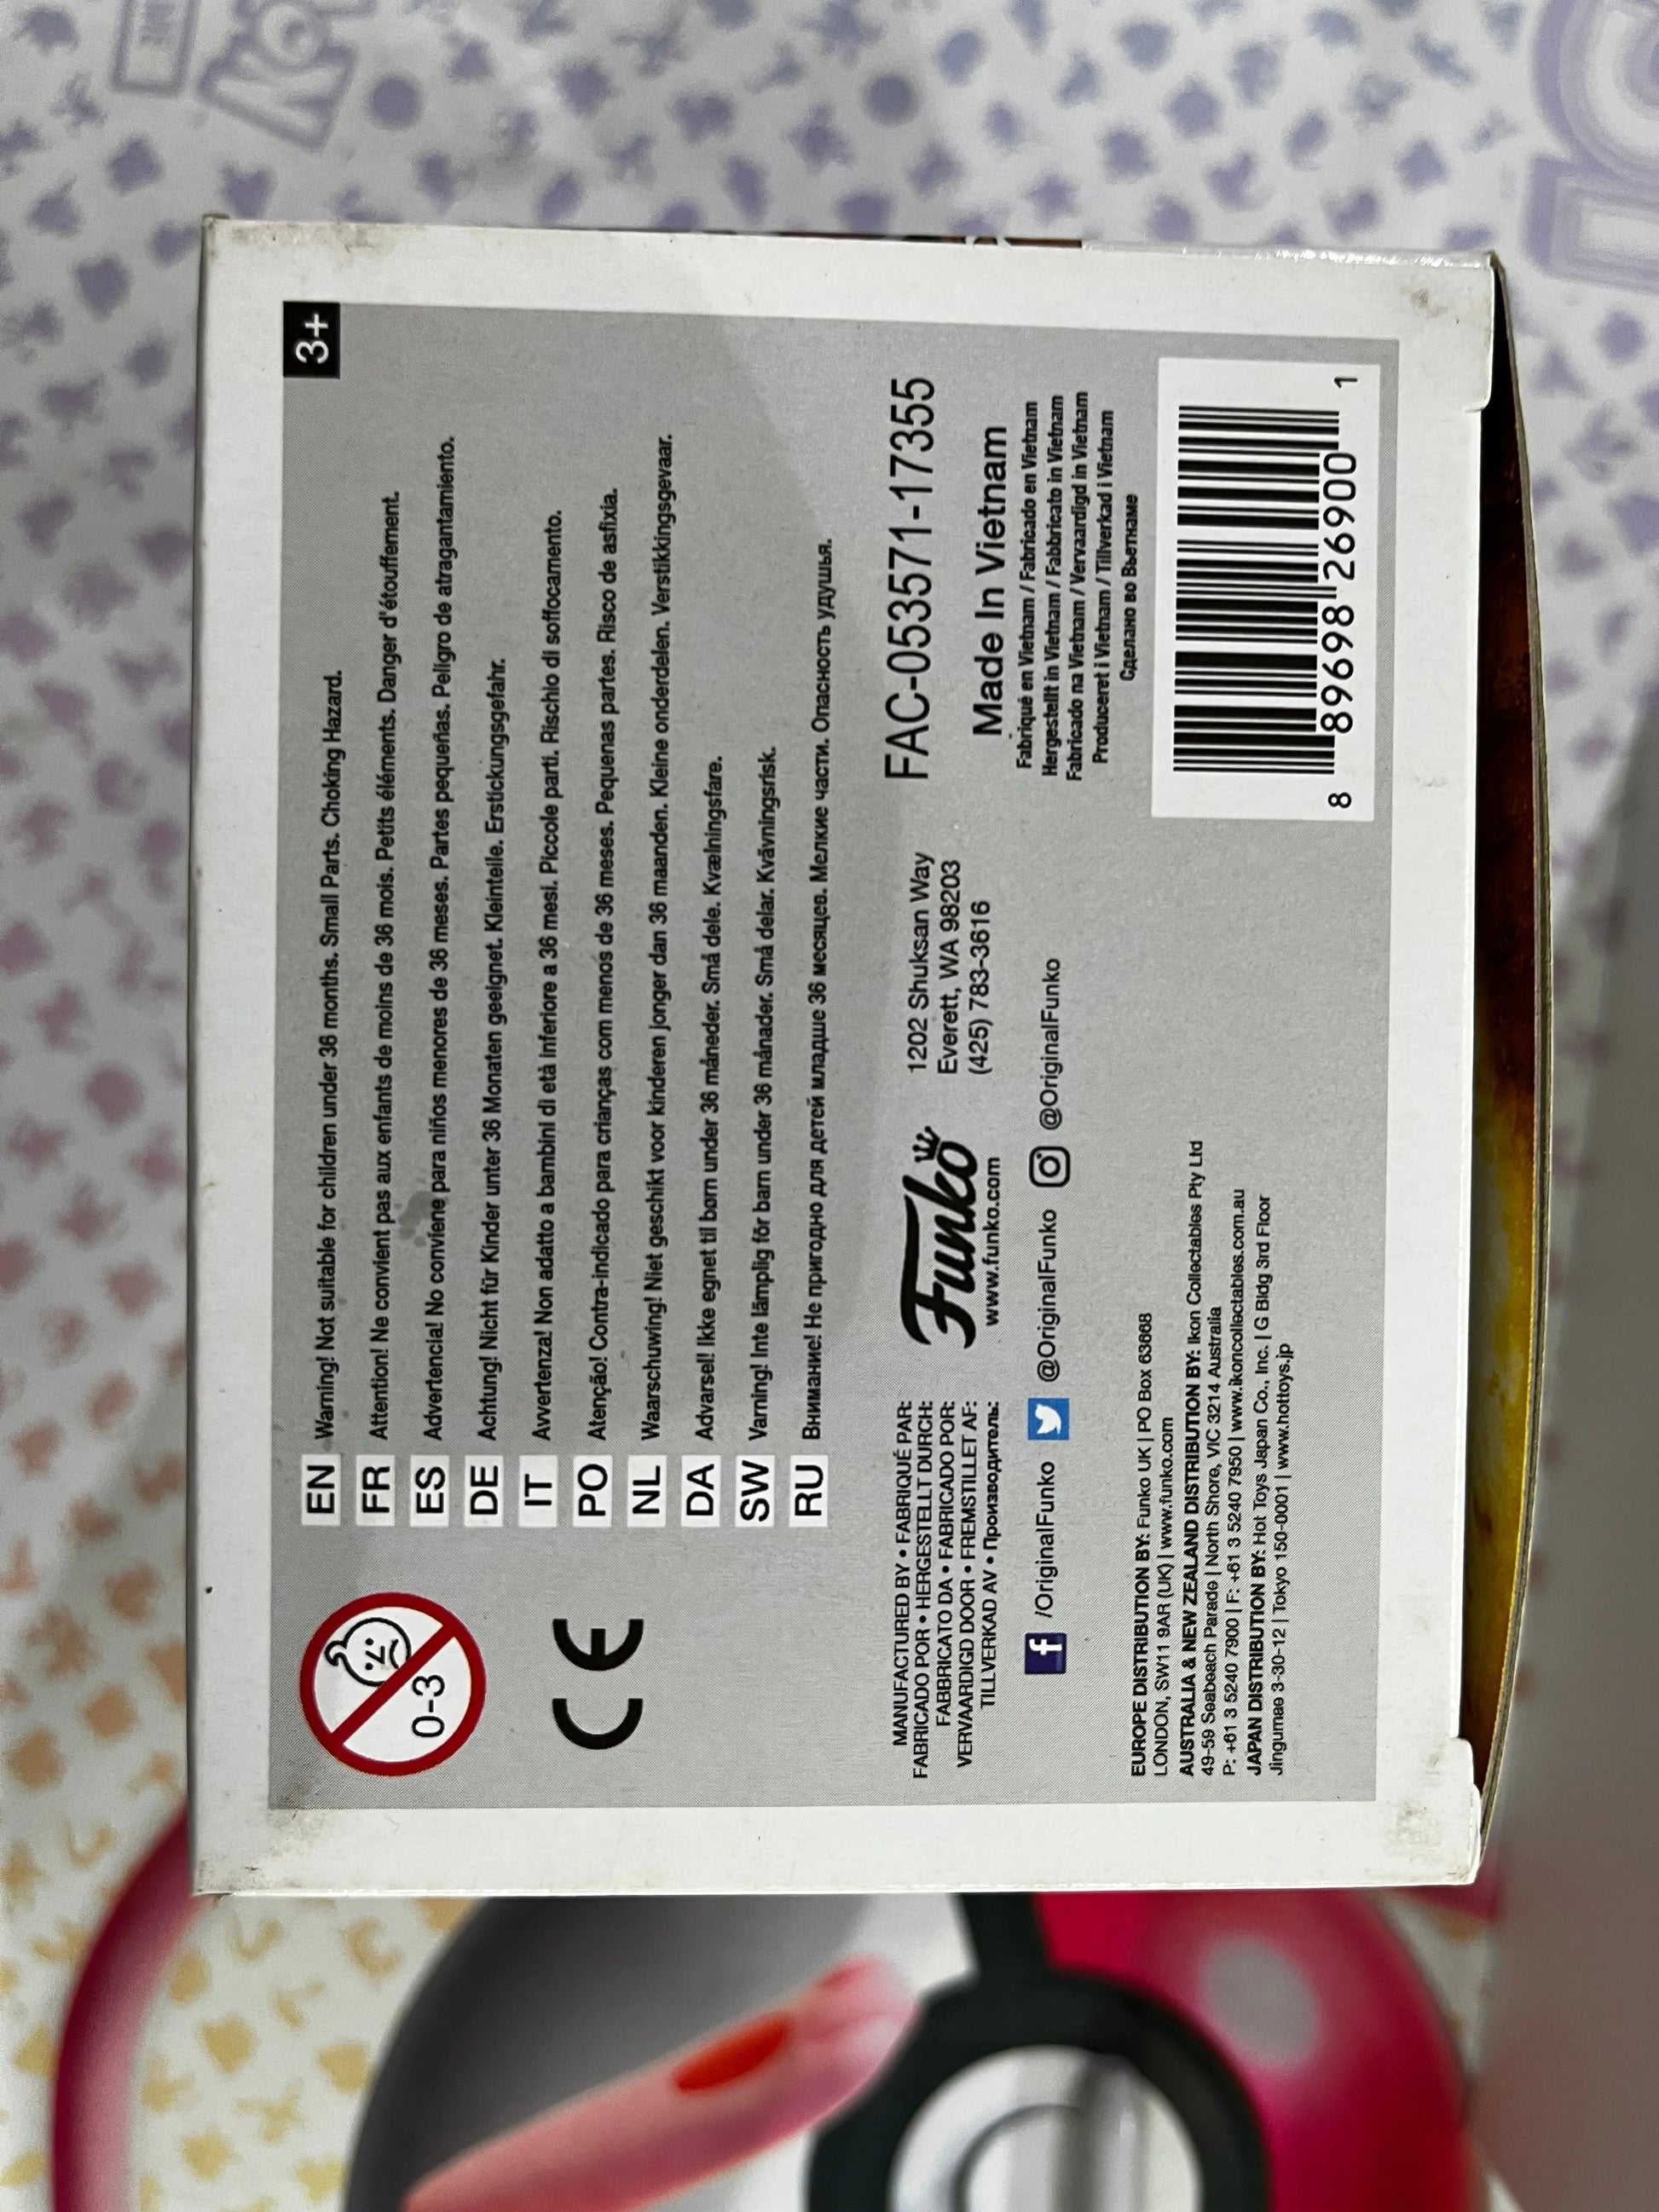 3+
0-3
CE
EN Warning! Not suitable for children under 36 months. Small Parts. Choking Hazard.
FR Attention! Ne convient pas aux enfants de moins de 36 mois. Petits éléments. Danger d'étouffement.
ES Advertencia! No conviene para niños menores de 36 meses. Partes pequeñas. Peligro de atragantamiento.
DE Achtung! Nicht für Kinder unter 36 Monaten geeignet. Kleinteile. Erstickungsgefahr.
IT Avvertenza! Non adatto a bambini di età inferiore a 36 mesi. Piccole parti. Rischio di soffocamento.
PO Atenção! Contra-indicado para crianças com menos de 36 meses. Pequenas partes. Risco de asfixia.
NL Waarschuwing! Niet geschikt voor kinderen jonger dan 36 maanden. Kleine onderdelen. Verstikkingsgevaar.
DA Advarsel! Ikke egnet til born under 36 måneder. Små dele. Kvælningsfare.
SW Varning! Inte lämplig för barn under 36 månader. Små delar. Kvävningsrisk.
RU Внимание! Не пригодно для детей младше 36 месяцев. Мелкие части. Опасность удушья.
MANUFACTURED BY • FABRIQUÉ PAR:
FABRICADO POR • HERGESTELLT DURCH:
FABBRICATO DA • FABRICADO POR:
VERVAARDIGD DOOR • FREMSTILLET AF:
TILLVERKAD AV • Производитель:
Funko
www.funko.com
1202 Shuksan Way
Everett, WA 98203
(425) 783-3616
f /OriginalFunko @OriginalFunko @OriginalFunko
FAC-053571-17355
Made In Vietnam
Fabriqué en Vietnam / Fabricado en Vietnam
Hergestellt in Vietnam / Fabbricato in Vietnam
Fabricado na Vietnam / Vervaardigd in Vietnam
Produceret i Vietnam / Tillverkad i Vietnam
Сделано во Вьетнаме
EUROPE DISTRIBUTION BY: Funko UK | PO Box 63668
LONDON, SW11 9AR (UK) | www.funko.com
AUSTRALIA & NEW ZEALAND DISTRIBUTION BY: Ikon Collectables Pty Ltd
49-59 Seabeach Parade | North Shore, VIC 3214 Australia
P: +61 3 5240 7900 | F: +61 3 5240 7950 | www.ikoncollectables.com.au
JAPAN DISTRIBUTION BY: Hot Toys Japan Co., Inc. | G Bldg 3rd Floor
Jingumae 3-30-12 | Tokyo 150-0001 | www.hottoys.jp
8 89698 26900 1